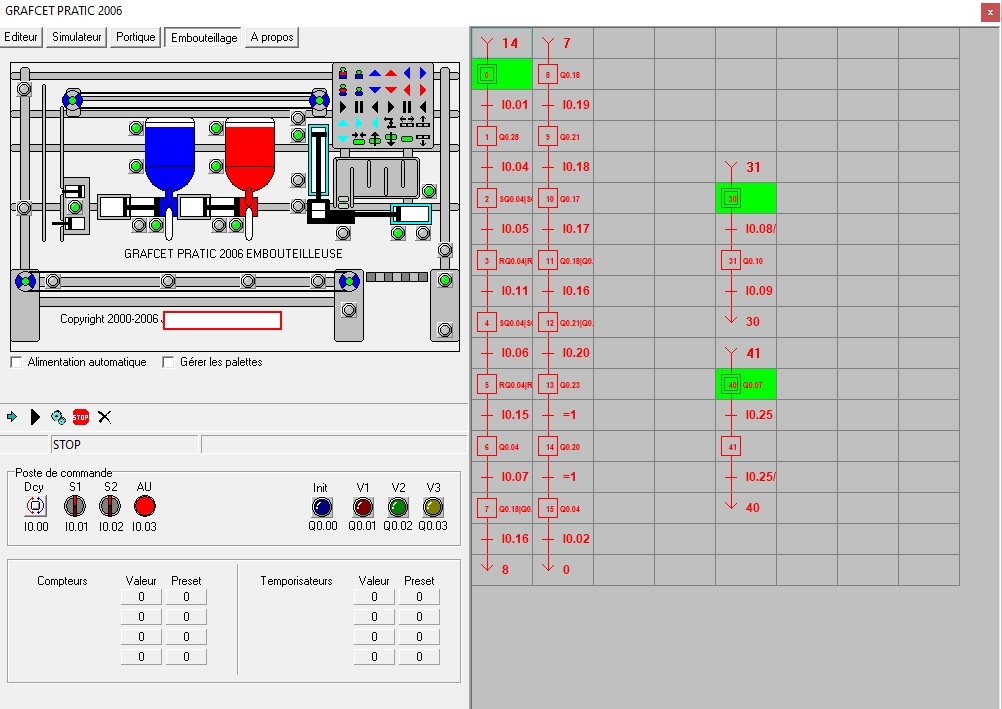 GRAFCET PRATIC 2006
x
Editeur Simulateur Portique Embouteillage A propos
GRAFCET PRATIC 2006 EMBOUTEILLEUSE
Copyright 2000-2006
Alimentation automatique Gérer les palettes
STOP
STOP
Poste de commande
Dcy S1 S2 AU Init V1 V2 V3
I0.00 I0.01 I0.02 I0.03 Q0.00 Q0.01 Q0.02 Q0.03
Compteurs Valeur Preset Temporisateurs Valeur Preset
0 0 0 0
0 0 0 0
0 0 0 0
0 0 0 0
14 7
0 8 Q0.18
I0.01 I0.19
1 Q0.28 9 Q0.21
I0.04 I0.18 31
2 SQ0.04|S 10 Q0.17 30
I0.05 I0.17 I0.08/
3 RQ0.04|R 11 Q0.18|Q0. 31 Q0.10
I0.11 I0.16 I0.09
4 SQ0.04|S 12 Q0.21|Q0. 30
I0.06 I0.20 41
5 RQ0.04|R 13 Q0.23 40 Q0.07
I0.15 =1 I0.25
6 Q0.04 14 Q0.20 41
I0.07 =1 I0.25/
7 Q0.18|Q0. 15 Q0.04 40
I0.16 I0.02
8 0